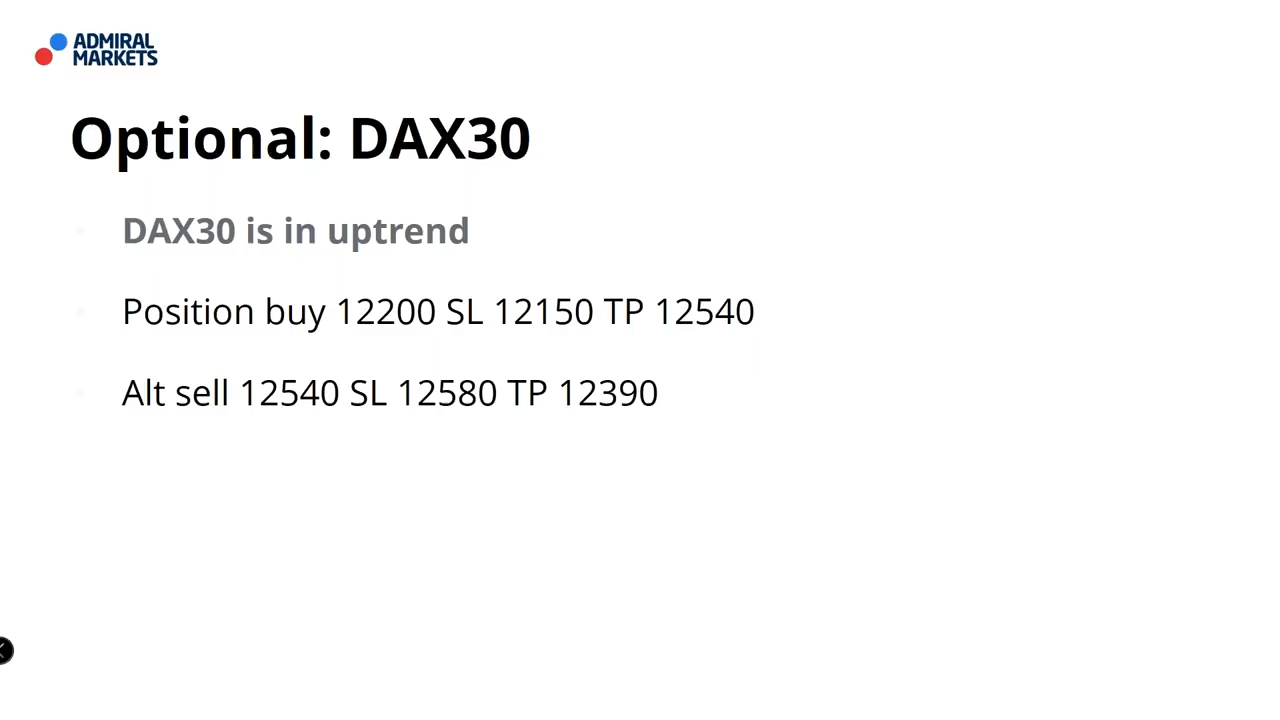 ADMIRAL
MARKETS
Optional: DAX30
DAX30 is in uptrend
Position buy 12200 SL 12150 TP 12540
Alt sell 12540 SL 12580 TP 12390